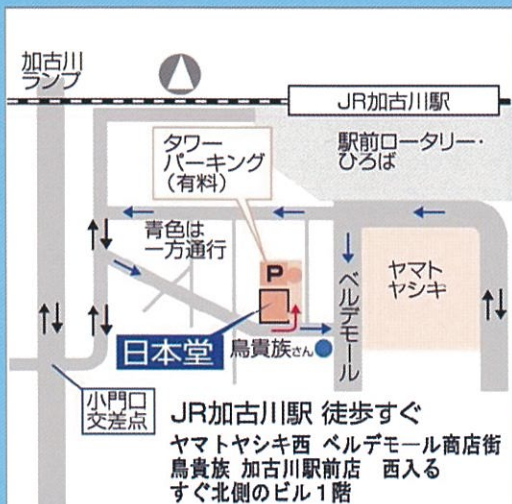 加古川
ランプ
JR加古川駅
タワー
パーキング
(有料)
駅前ロータリー・
ひろば
青色は
一方通行
P
ベルデモール
ヤマト
ヤシキ
日本堂
鳥貴族さん
小門口
交差点
JR加古川駅 徒歩すぐ
ヤマトヤシキ西 ベルデモール商店街
鳥貴族 加古川駅前店 西入る
すぐ北側のビル1階